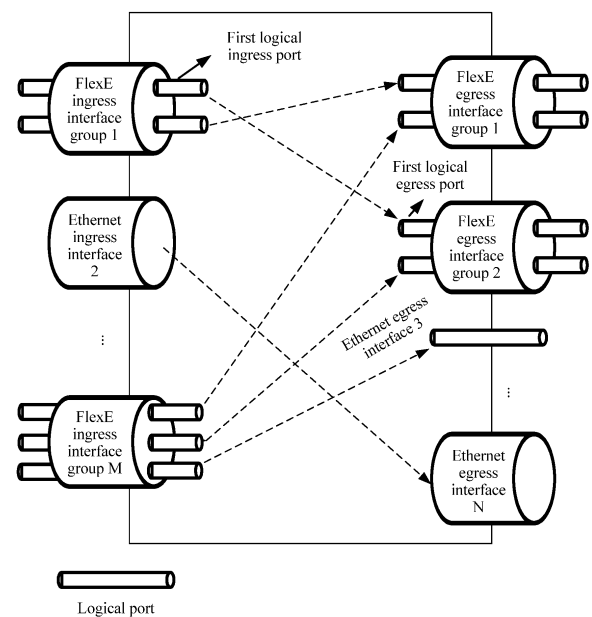 First logical
ingress port
FlexE
ingress
interface
group 1
FlexE
egress
interface
group 1
First logical
egress port
Ethernet
ingress
interface
2
FlexE
egress
interface
group 2
Ethernet egress
interface 3
...
...
FlexE
ingress
interface
group M
Ethernet
egress
interface
N
Logical port